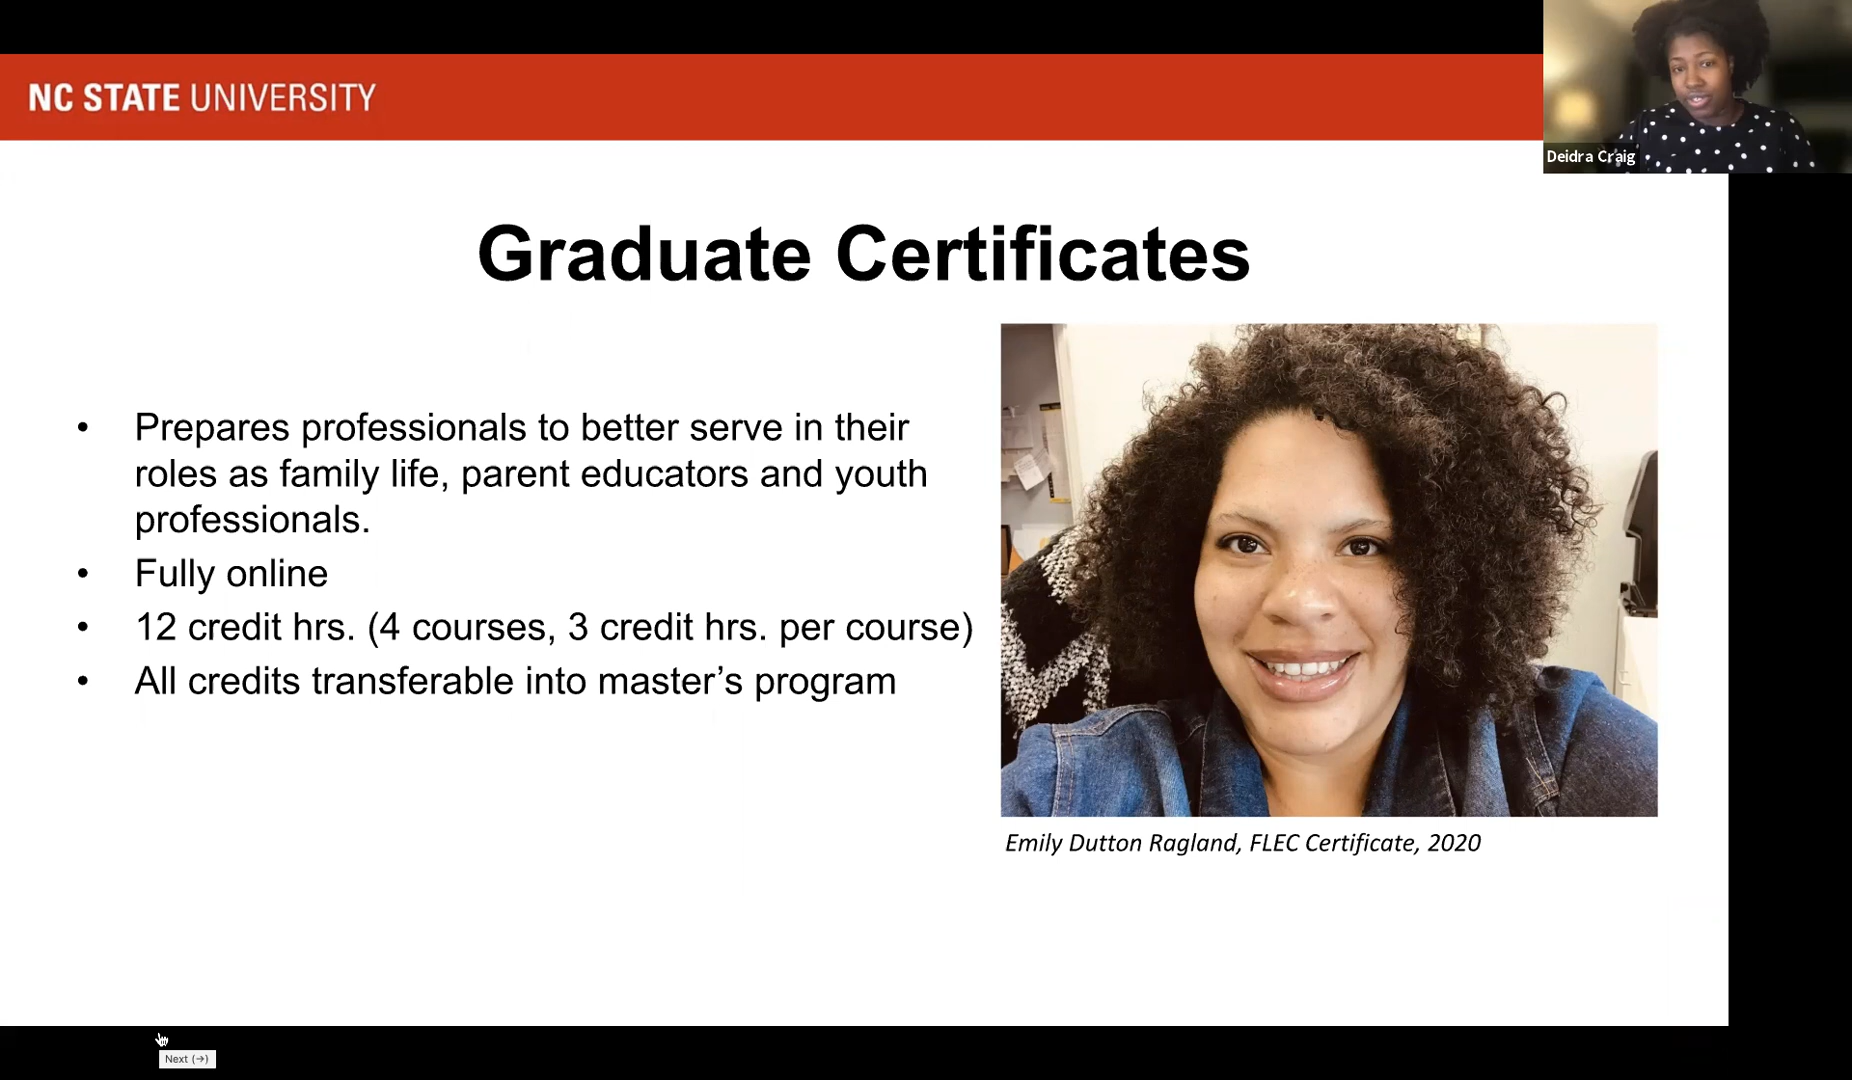 NC STATE UNIVERSITY
Deidra Craig
Graduate Certificates
• Prepares professionals to better serve in their
roles as family life, parent educators and youth
professionals.
• Fully online
• 12 credit hrs. (4 courses, 3 credit hrs. per course)
• All credits transferable into master’s program
Emily Dutton Ragland, FLEC Certificate, 2020
Next (→)